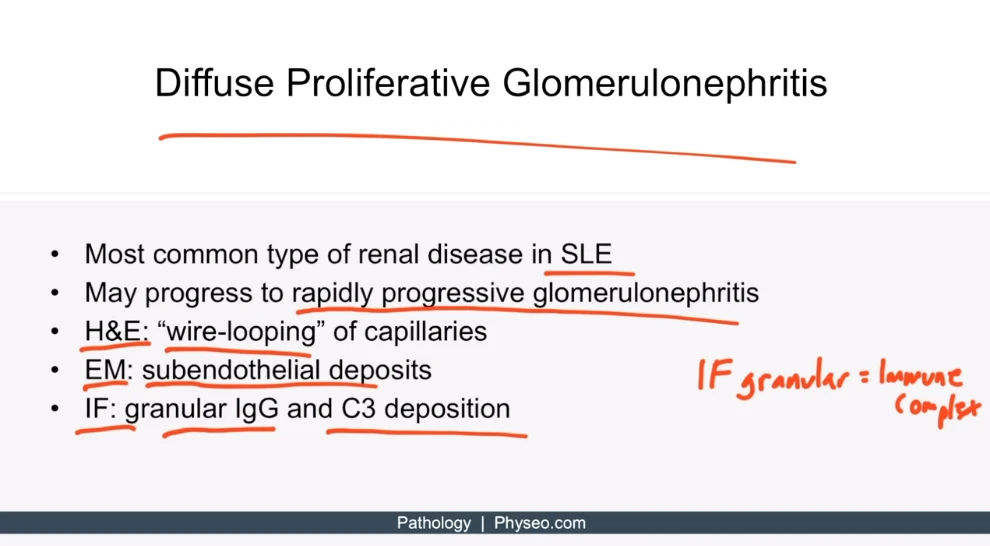 Diffuse Proliferative Glomerulonephritis
• Most common type of renal disease in SLE
• May progress to rapidly progressive glomerulonephritis
• H&E: “wire-looping” of capillaries
• EM: subendothelial deposits
• IF: granular IgG and C3 deposition
IF granular = Immune
Complex
Pathology | Physeo.com